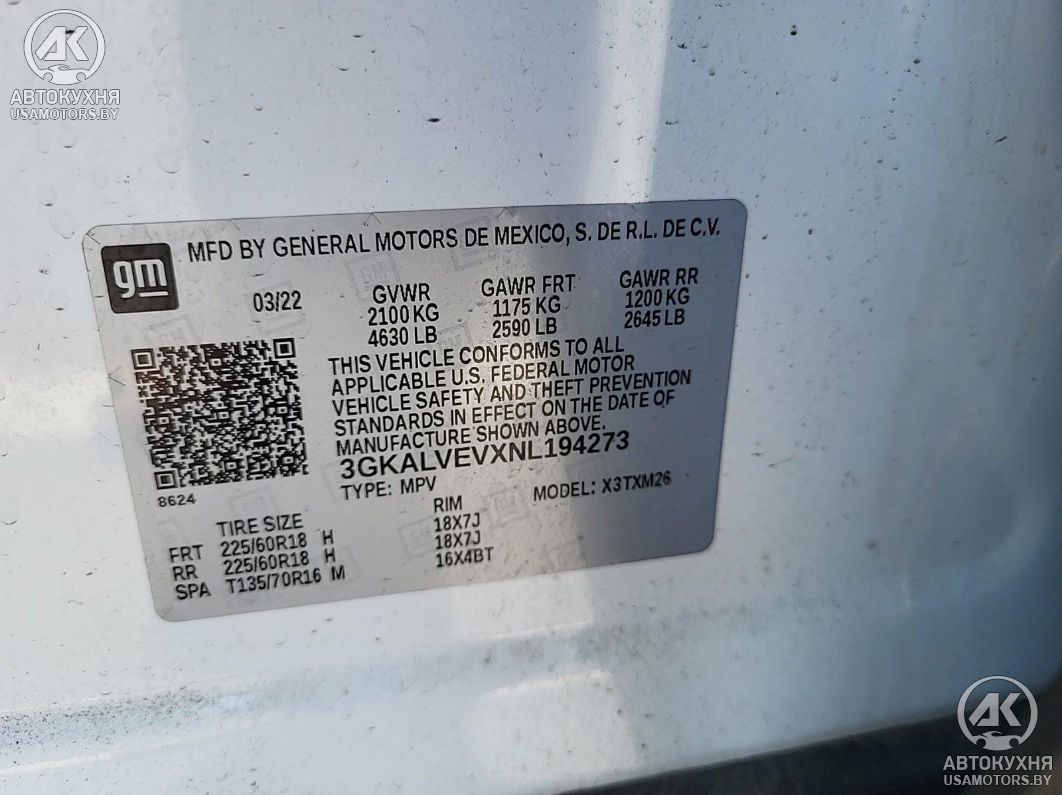 AK
АВТОКУХНЯ
USAMOTORS.BY
gm
MFD BY GENERAL MOTORS DE MEXICO, S. DE R.L. DE C.V.
03/22
GVWR GAWR FRT GAWR RR
2100 KG 1175 KG 1200 KG
4630 LB 2590 LB 2645 LB
THIS VEHICLE CONFORMS TO ALL
APPLICABLE U.S. FEDERAL MOTOR
VEHICLE SAFETY AND THEFT PREVENTION
STANDARDS IN EFFECT ON THE DATE OF
MANUFACTURE SHOWN ABOVE.
3GKALVEVXNL194273
8624
TYPE: MPV MODEL: X3TXM26
TIRE SIZE RIM
FRT 225/60R18 H 18X7J
RR 225/60R18 H 18X7J
SPA T135/70R16 M 16X4BT
AK
АВТОКУХНЯ
USAMOTORS.BY